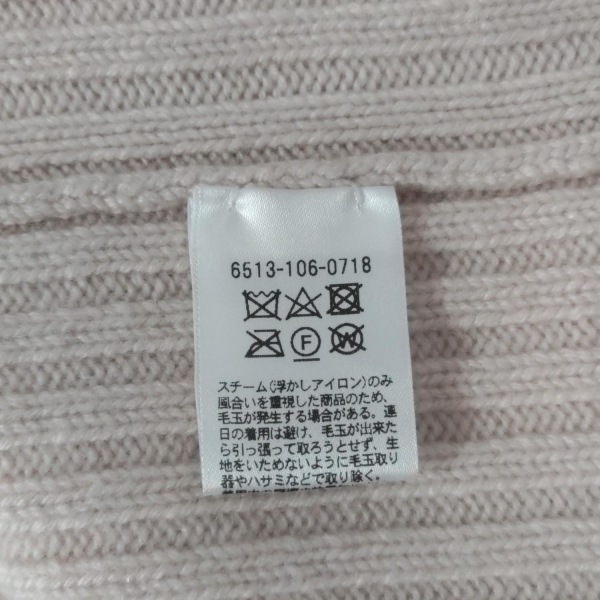 6513-106-0718
F W
スチーム(浮かしアイロン)のみ
風合いを重視した商品のため、
毛玉が発生する場合がある。連
日の着用は避け、毛玉が出来た
ら引っ張って取ろうとせず、生
地をいためないように毛玉取り
器やハサミなどで取り除く。